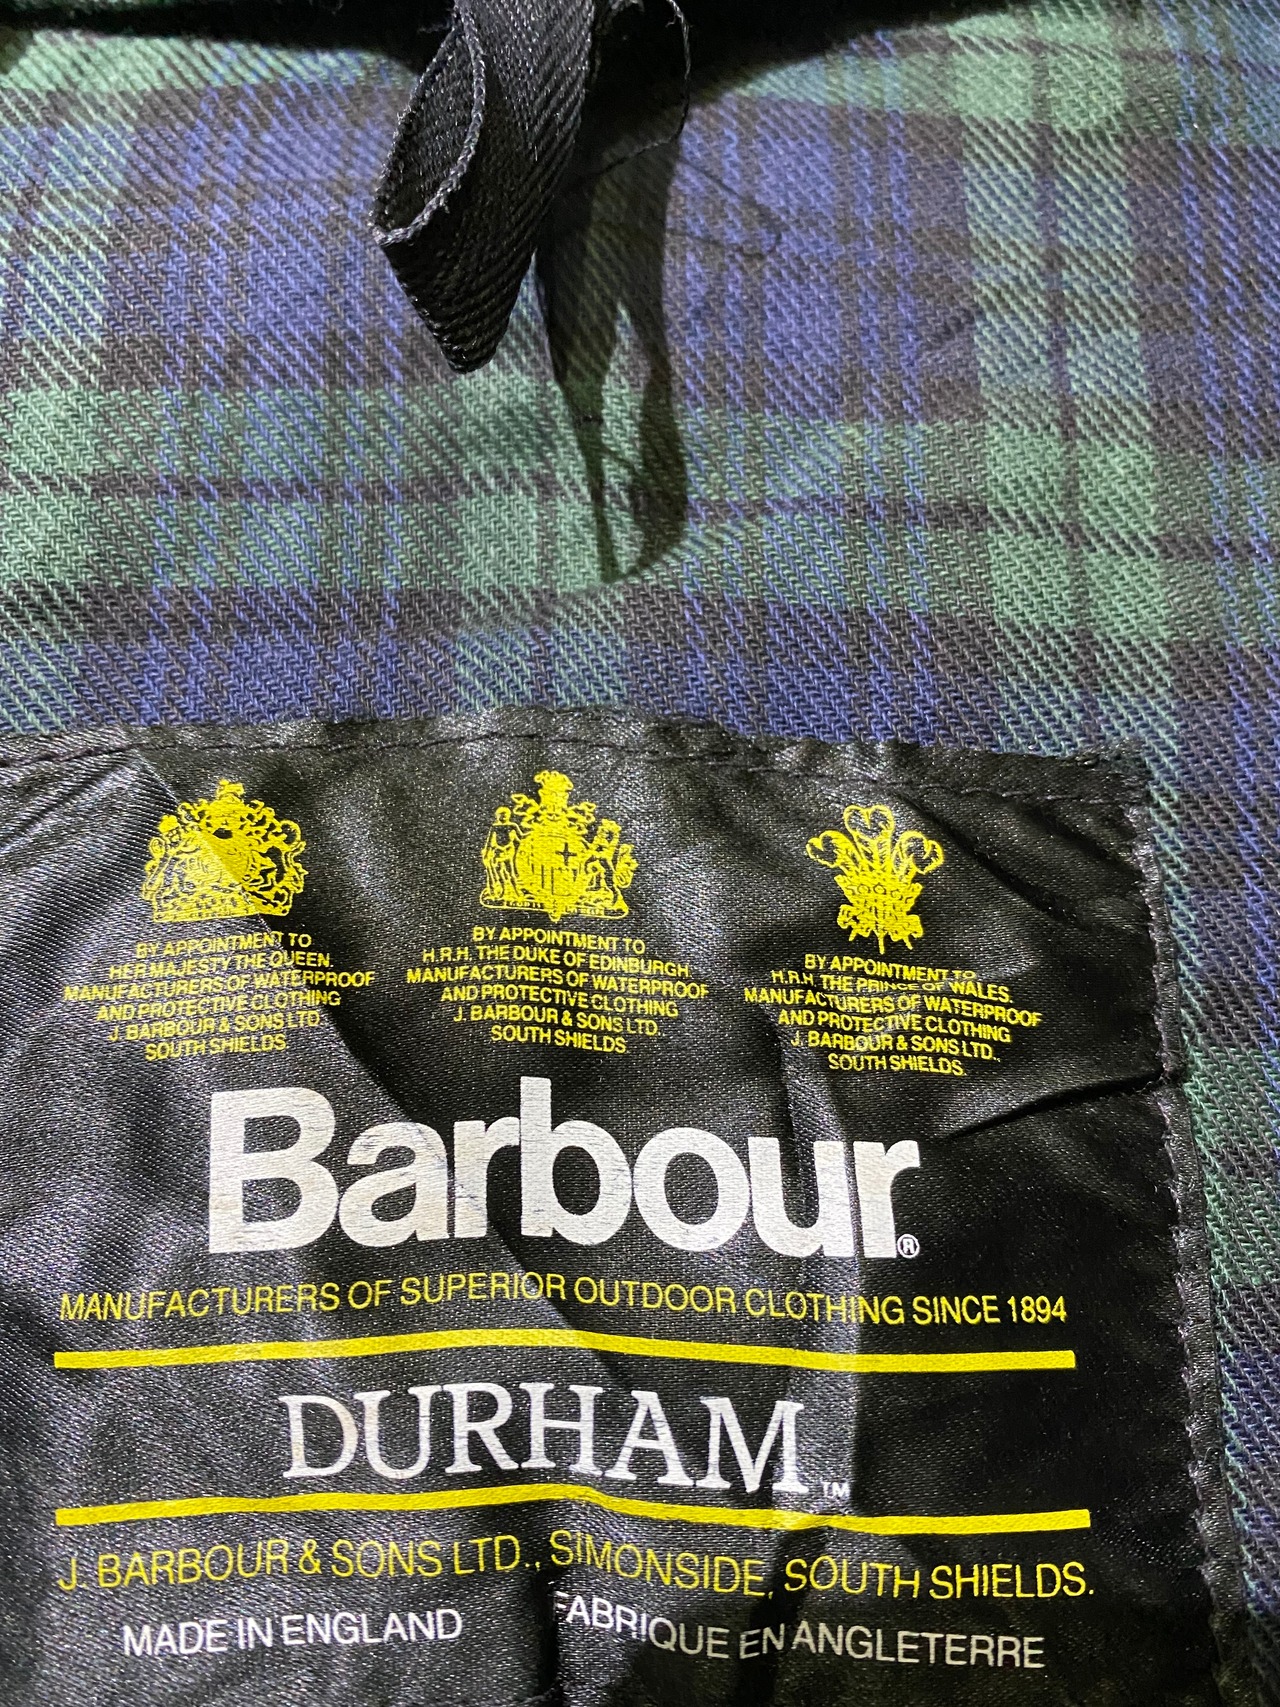 BY APPOINTMENT TO
HER MAJESTY THE QUEEN.
MANUFACTURERS OF WATERPROOF
AND PROTECTIVE CLOTHING
J. BARBOUR & SONS LTD.
SOUTH SHIELDS.
BY APPOINTMENT TO
H.R.H. THE DUKE OF EDINBURGH.
MANUFACTURERS OF WATERPROOF
AND PROTECTIVE CLOTHING
J. BARBOUR & SONS LTD.
SOUTH SHIELDS.
BY APPOINTMENT TO
H.R.H. THE PRINCE OF WALES.
MANUFACTURERS OF WATERPROOF
AND PROTECTIVE CLOTHING
J. BARBOUR & SONS LTD.,
SOUTH SHIELDS.
Barbour®
MANUFACTURERS OF SUPERIOR OUTDOOR CLOTHING SINCE 1894
DURHAM™
J. BARBOUR & SONS LTD., SIMONSIDE, SOUTH SHIELDS.
MADE IN ENGLAND FABRIQUE EN ANGLETERRE